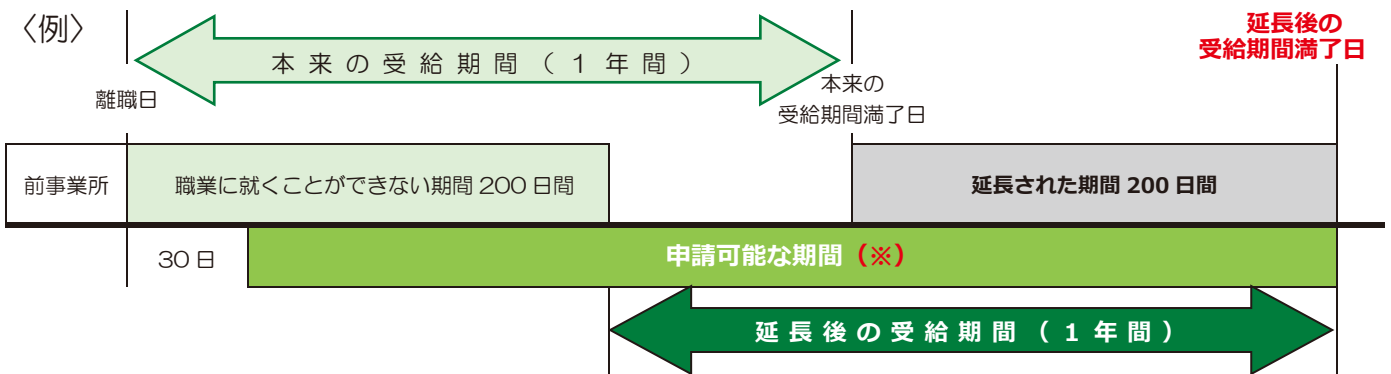 〈例〉
延長後の
受給期間満了日
本来の受給期間（１年間）
離職日
本来の
受給期間満了日
前事業所
職業に就くことができない期間 200 日間
延長された期間 200 日間
30 日
申請可能な期間（※）
延長後の受給期間（１年間）